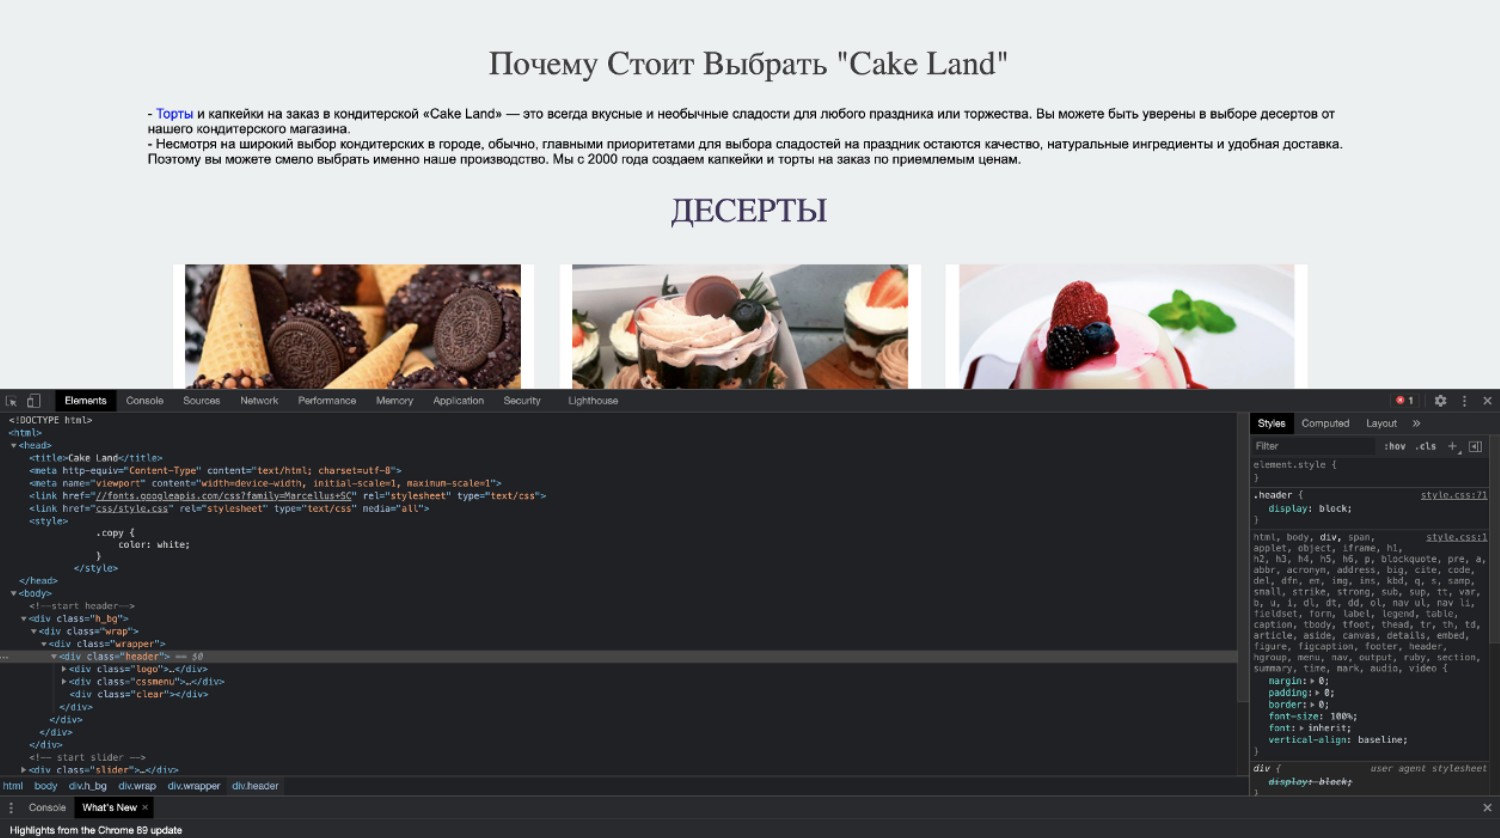 Почему Стоит Выбрать "Cake Land"
- Торты и капкейки на заказ в кондитерской «Cake Land» — это всегда вкусные и необычные сладости для любого праздника или торжества. Вы можете быть уверены в выборе десертов от
нашего кондитерского магазина.
- Несмотря на широкий выбор кондитерских в городе, обычно, главными приоритетами для выбора сладостей на праздник остаются качество, натуральные ингредиенты и удобная доставка.
Поэтому вы можете смело выбрать именно наше производство. Мы с 2000 года создаем капкейки и торты на заказ по приемлемым ценам.
ДЕСЕРТЫ
Elements Console Sources Network Performance Memory Application Security Lighthouse 1
<!DOCTYPE html>
<html>
<head>
<title>Cake Land</title>
<meta http-equiv="Content-Type" content="text/html; charset=utf-8">
<meta name="viewport" content="width=device-width, initial-scale=1, maximum-scale=1">
<link href="//fonts.googleapis.com/css?family=Marcellus+SC" rel="stylesheet" type="text/css">
<link href="css/style.css" rel="stylesheet" type="text/css" media="all">
<style>
.copy {
color: white;
}
</style>
</head>
<body>
<!--start header-->
<div class="h_bg">
<div class="wrap">
<div class="wrapper">
… <div class="header"> == $0
<div class="logo">…</div>
<div class="cssmenu">…</div>
<div class="clear"></div>
</div>
</div>
</div>
</div>
<!-- start slider -->
<div class="slider">…</div>
html body div.h_bg div.wrap div.wrapper div.header
Styles Computed Layout »
Filter :hov .cls +
element.style {
}
.header { style.css:71
display: block;
}
html, body, div, span, style.css:1
applet, object, iframe, h1,
h2, h3, h4, h5, h6, p, blockquote, pre, a,
abbr, acronym, address, big, cite, code,
del, dfn, em, img, ins, kbd, q, s, samp,
small, strike, strong, sub, sup, tt, var,
b, u, i, dl, dt, dd, ol, nav ul, nav li,
fieldset, form, label, legend, table,
caption, tbody, tfoot, thead, tr, th, td,
article, aside, canvas, details, embed,
figure, figcaption, footer, header,
hgroup, menu, nav, output, ruby, section,
summary, time, mark, audio, video {
margin: 0;
padding: 0;
border: 0;
font-size: 100%;
font: inherit;
vertical-align: baseline;
}
div { user agent stylesheet
display: block;
}
Console What's New ×
Highlights from the Chrome 89 update